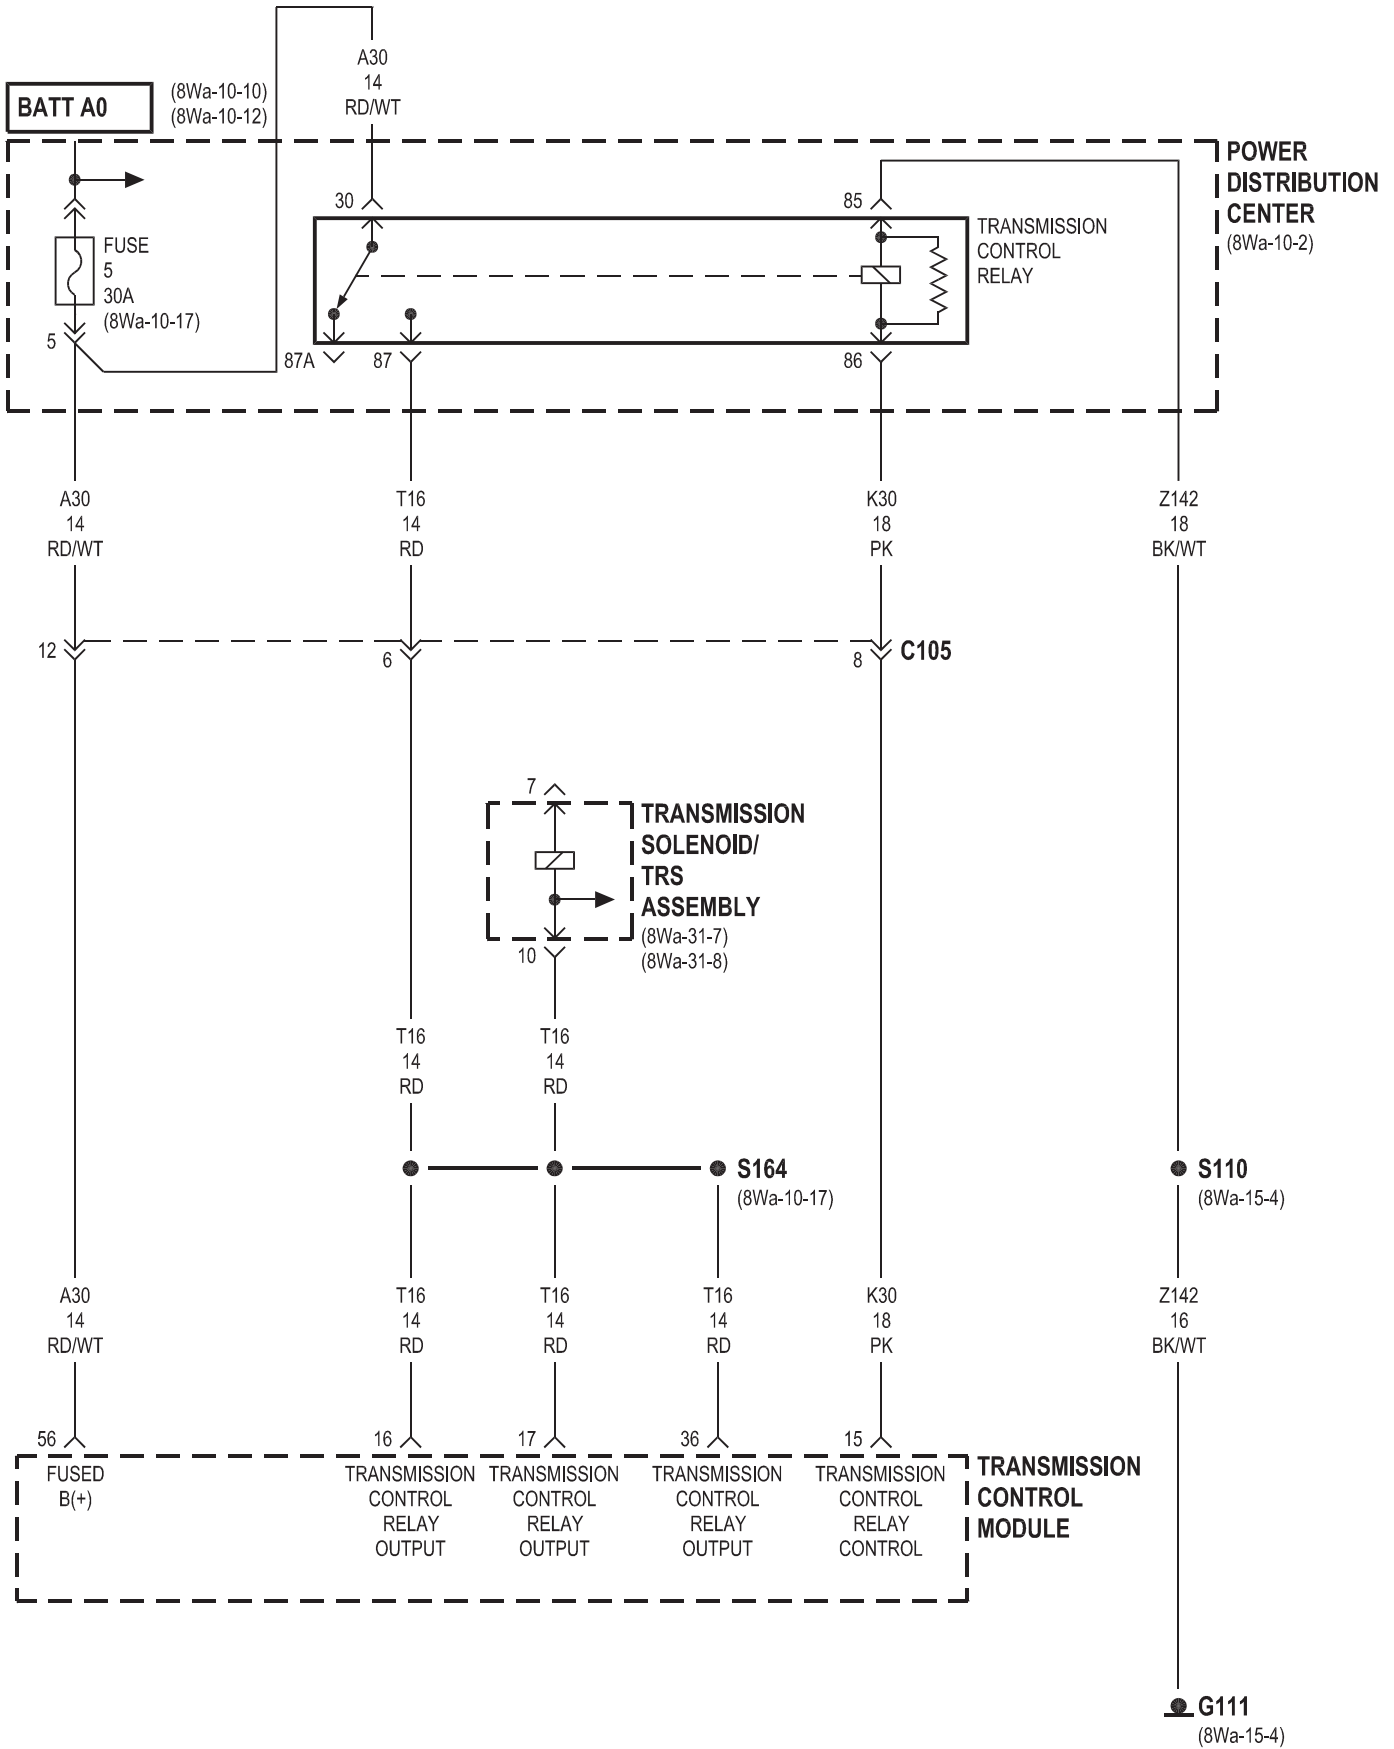 A30
14
RD/WT
BATT A0
(8Wa-10-10)
(8Wa-10-12)
POWER
DISTRIBUTION
CENTER
(8Wa-10-2)
30
85
TRANSMISSION
CONTROL
RELAY
FUSE
5
30A
(8Wa-10-17)
5
87A
87
86
A30
14
RD/WT
T16
14
RD
K30
18
PK
Z142
18
BK/WT
12
6
8
C105
7
TRANSMISSION
SOLENOID/
TRS
ASSEMBLY
(8Wa-31-7)
(8Wa-31-8)
10
T16
14
RD
T16
14
RD
S164
(8Wa-10-17)
S110
(8Wa-15-4)
A30
14
RD/WT
T16
14
RD
T16
14
RD
T16
14
RD
K30
18
PK
Z142
16
BK/WT
56
16
17
36
15
FUSED
B(+)
TRANSMISSION
CONTROL
RELAY
OUTPUT
TRANSMISSION
CONTROL
RELAY
OUTPUT
TRANSMISSION
CONTROL
RELAY
OUTPUT
TRANSMISSION
CONTROL
RELAY
CONTROL
TRANSMISSION
CONTROL
MODULE
G111
(8Wa-15-4)